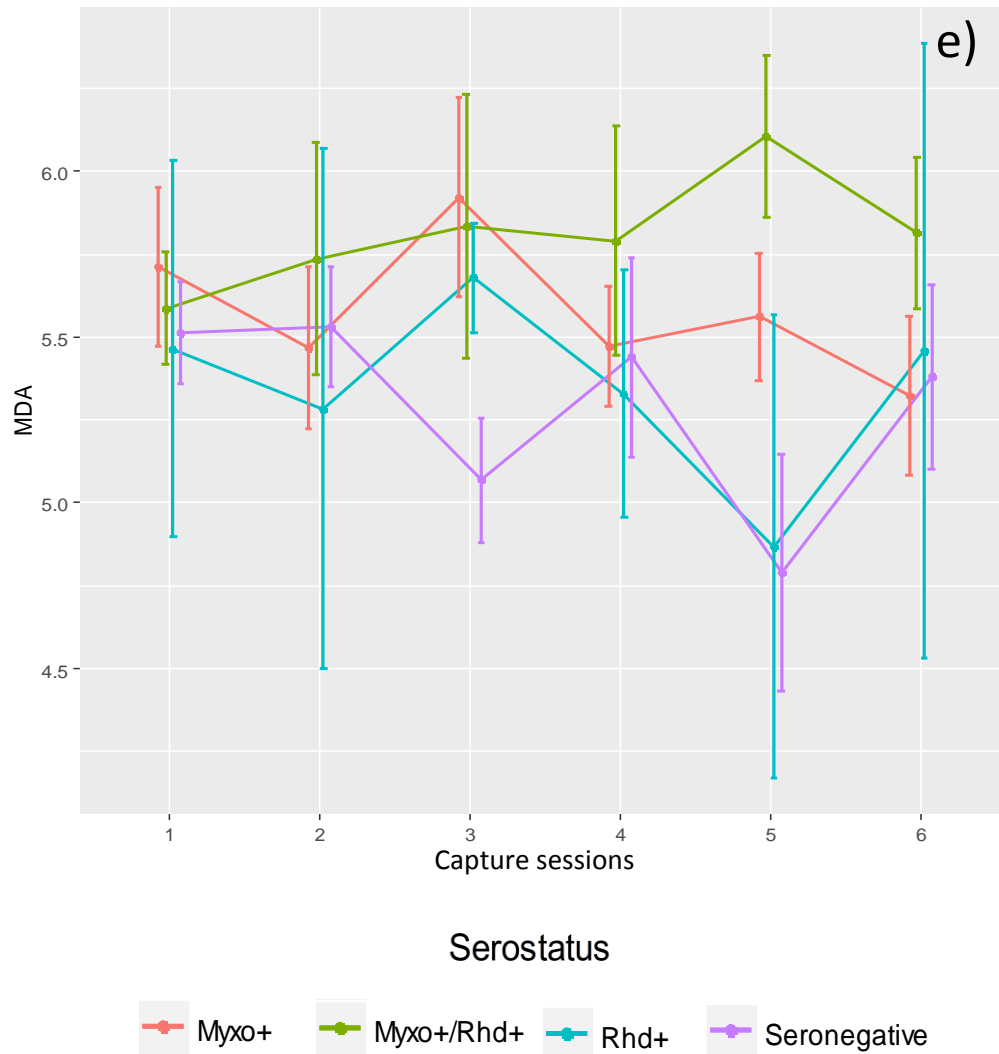 e)
6.0
5.5
5.0
4.5
MDA
1 2 3 4 5 6
Capture sessions
Serostatus
Myxo+ Myxo+/Rhd+ Rhd+ Seronegative